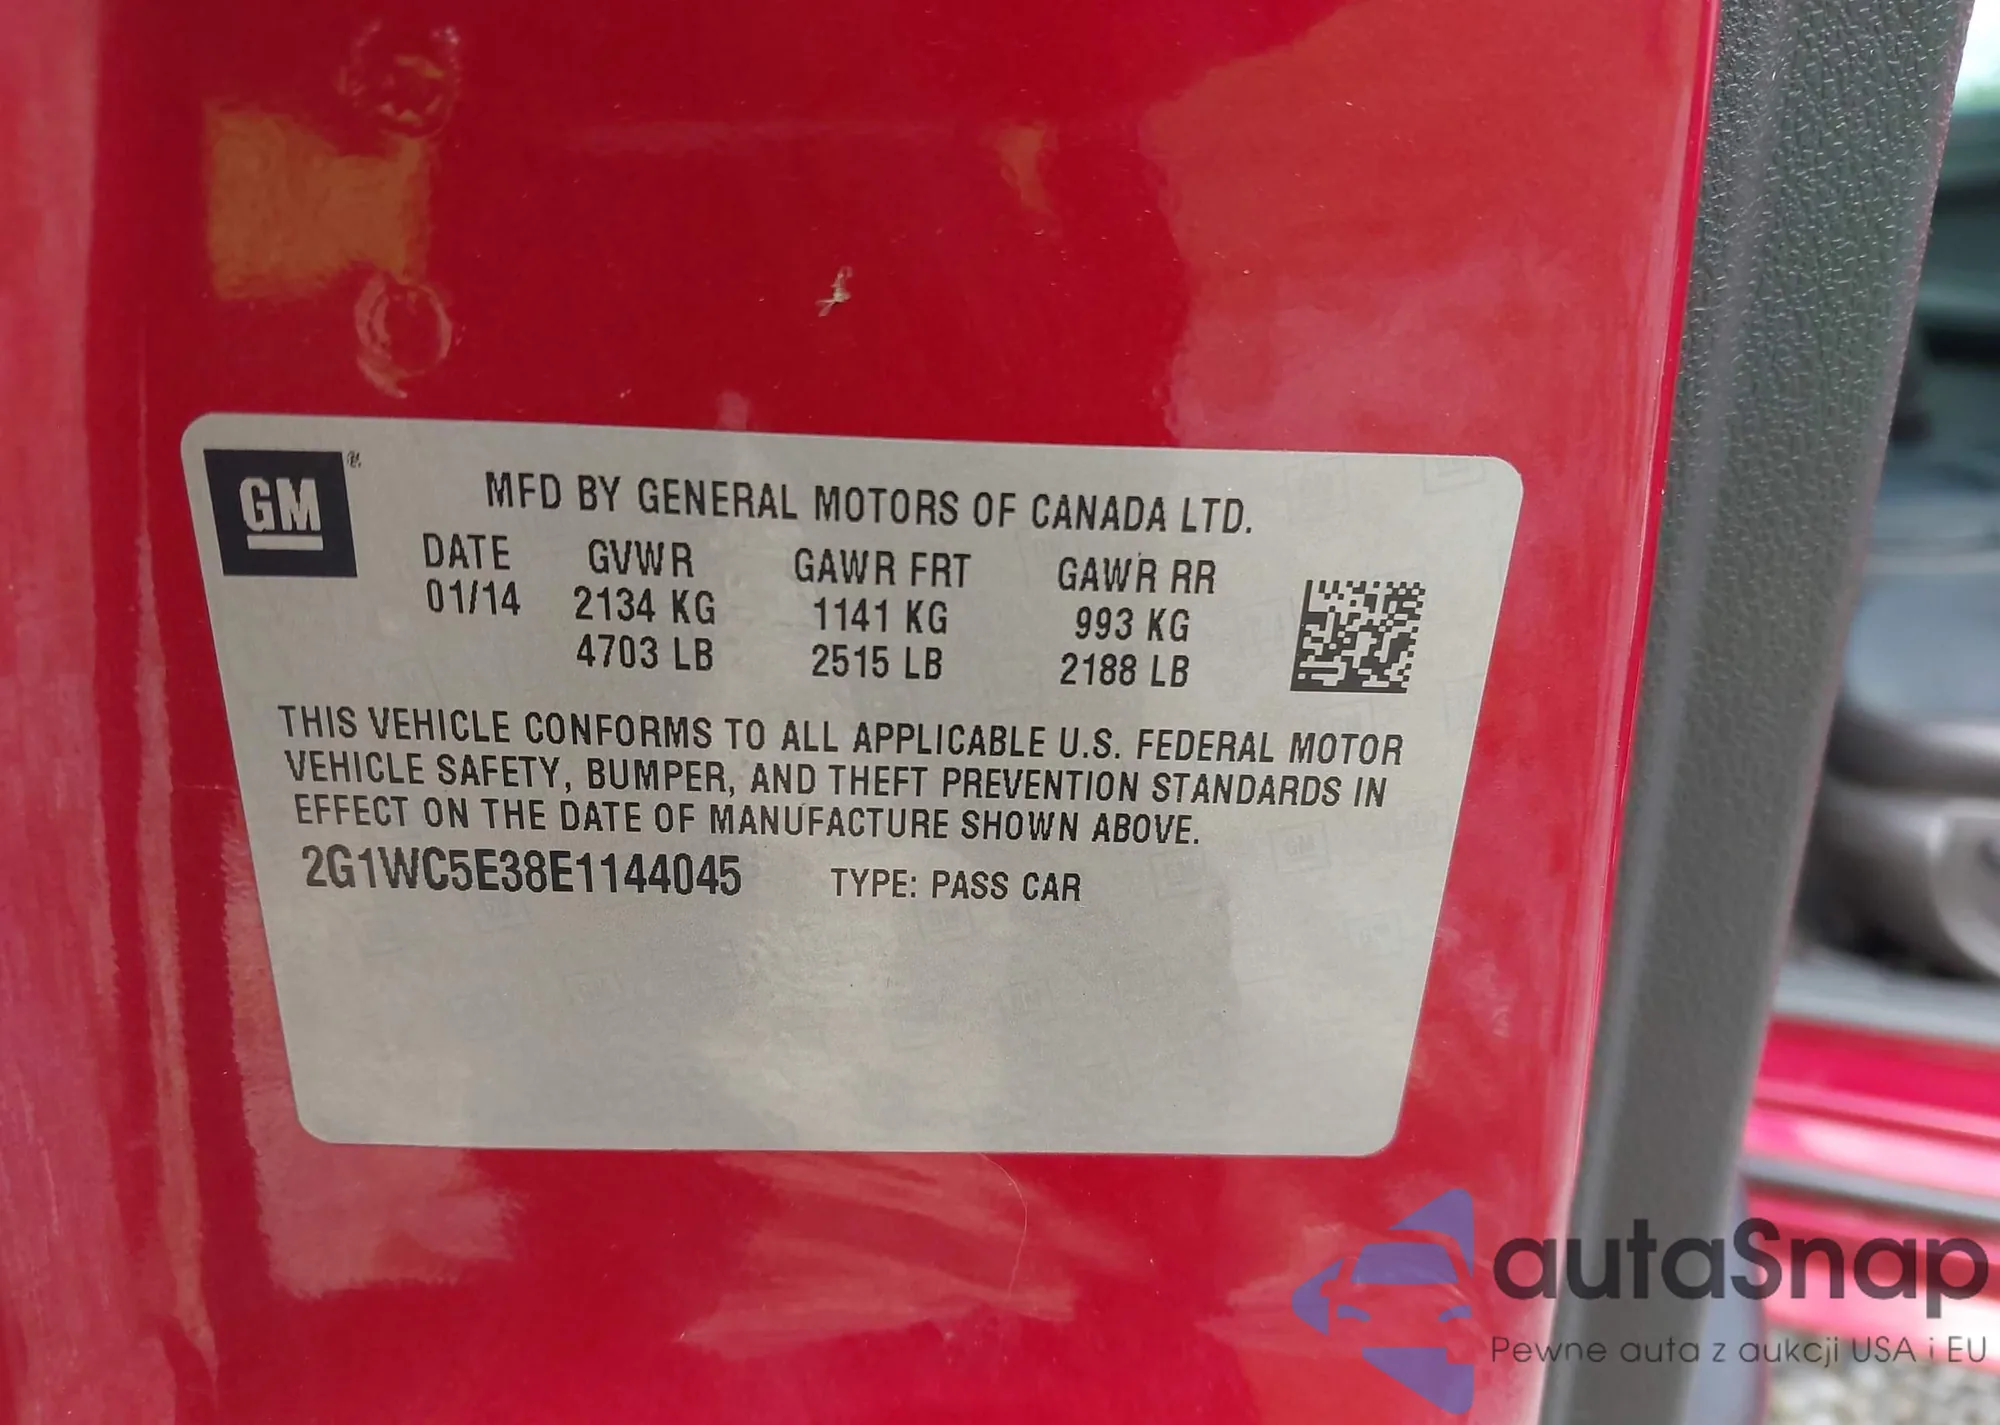 GM
MFD BY GENERAL MOTORS OF CANADA LTD.
DATE GVWR GAWR FRT GAWR RR
01/14 2134 KG 1141 KG 993 KG
4703 LB 2515 LB 2188 LB
THIS VEHICLE CONFORMS TO ALL APPLICABLE U.S. FEDERAL MOTOR
VEHICLE SAFETY, BUMPER, AND THEFT PREVENTION STANDARDS IN
EFFECT ON THE DATE OF MANUFACTURE SHOWN ABOVE.
2G1WC5E38E1144045 TYPE: PASS CAR
autaSnap
Pewne auta z aukcji USA i EU